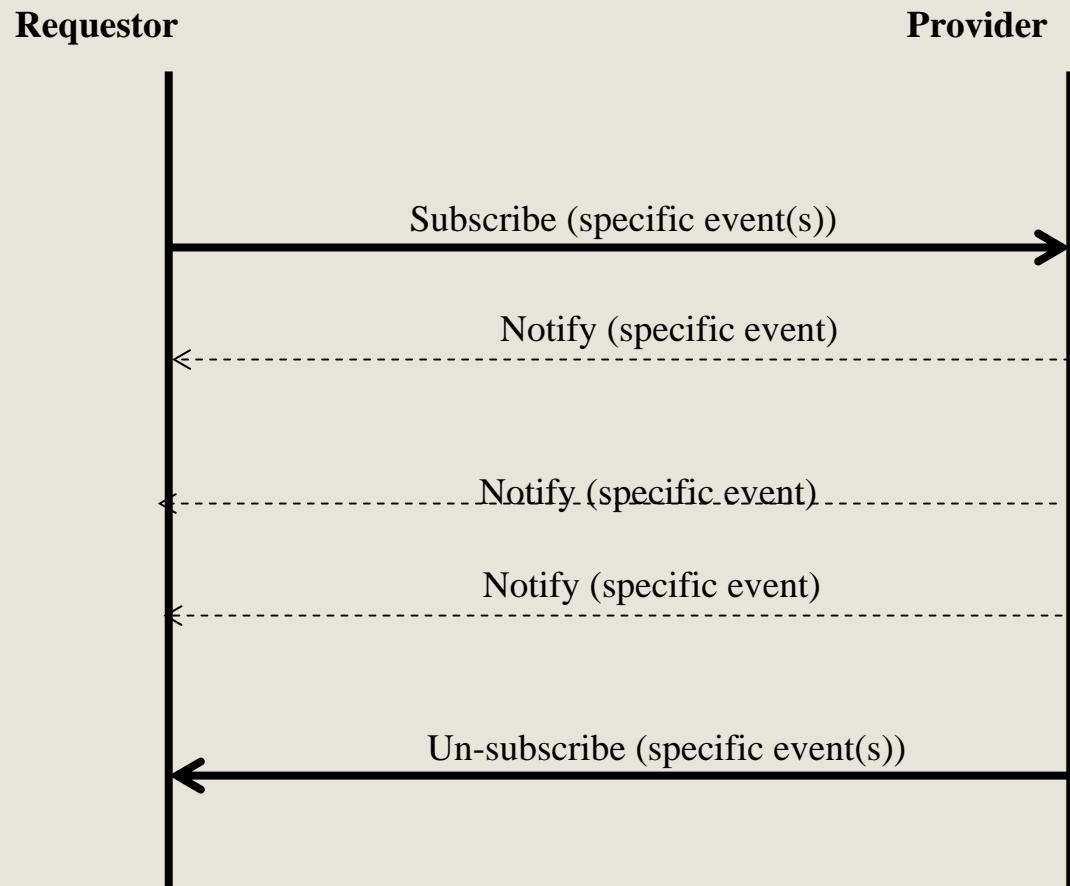 Requestor
Provider
Subscribe (specific event(s))
Notify (specific event)
Notify (specific event)
Notify (specific event)
Un-subscribe (specific event(s))